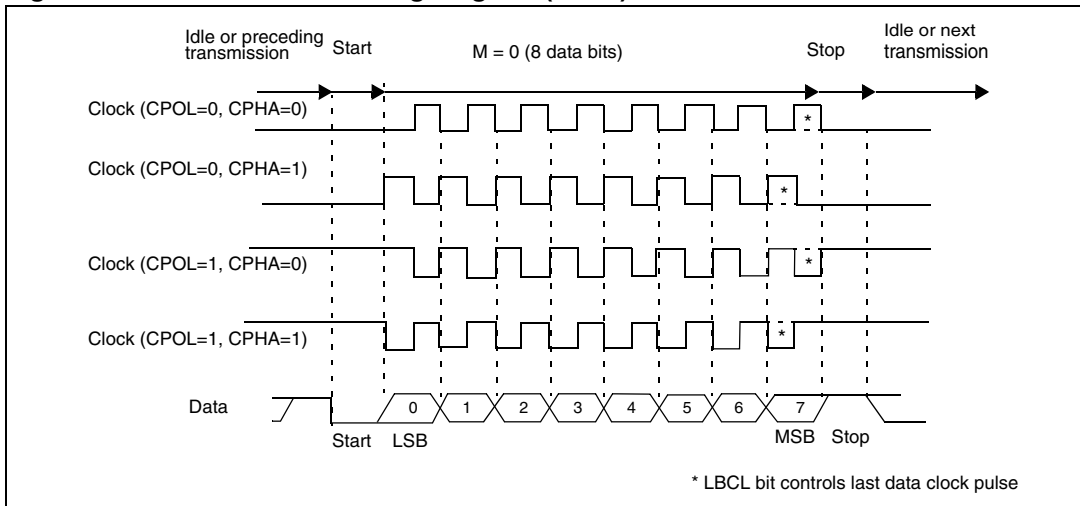 Idle or preceding
transmission
Start
M = 0 (8 data bits)
Stop
Idle or next
transmission
Clock (CPOL=0, CPHA=0)
*
Clock (CPOL=0, CPHA=1)
*
Clock (CPOL=1, CPHA=0)
*
Clock (CPOL=1, CPHA=1)
*
Data
0 1 2 3 4 5 6 7
Start LSB MSB Stop
* LBCL bit controls last data clock pulse